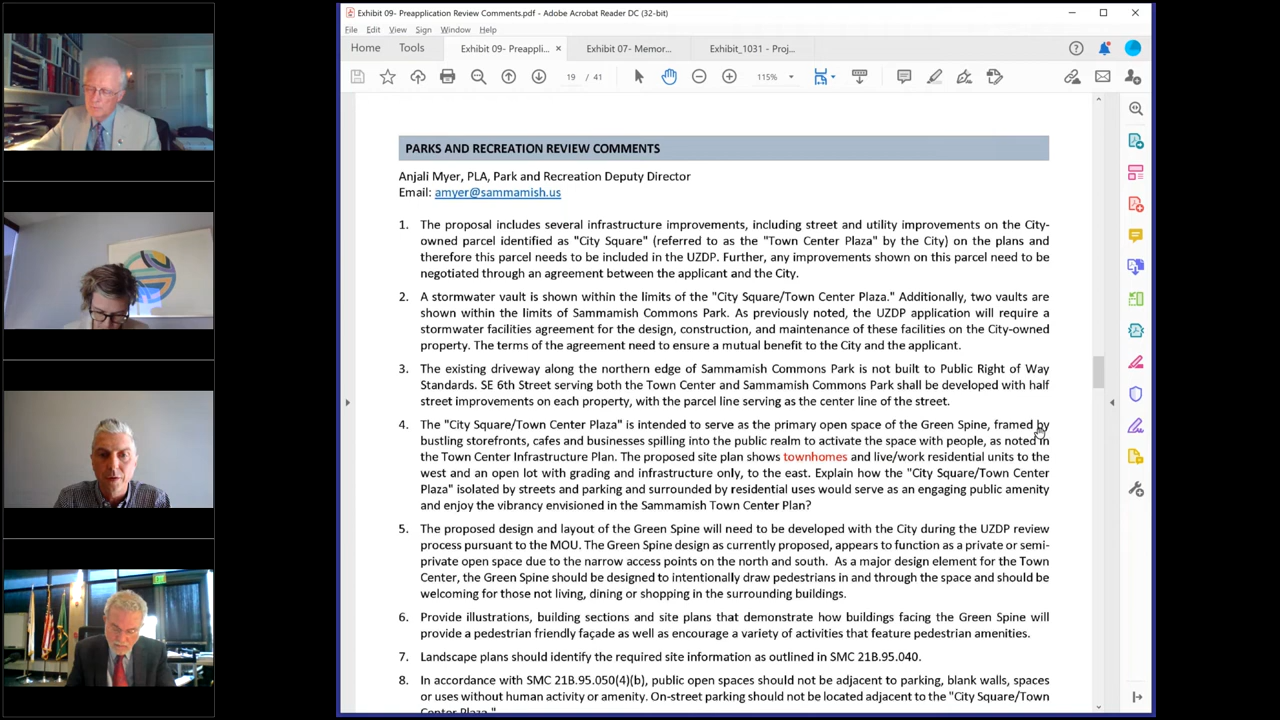 Exhibit 09- Preapplication Review Comments.pdf - Adobe Acrobat Reader DC (32-bit)
File Edit View Sign Window Help
Home Tools Exhibit 09- Preappli... × Exhibit 07- Memor... Exhibit_1031 - Proj...
19 / 41 115%
PARKS AND RECREATION REVIEW COMMENTS
Anjali Myer, PLA, Park and Recreation Deputy Director
Email: amyer@sammamish.us
1. The proposal includes several infrastructure improvements, including street and utility improvements on the City-
owned parcel identified as "City Square" (referred to as the "Town Center Plaza" by the City) on the plans and
therefore this parcel needs to be included in the UZDP. Further, any improvements shown on this parcel need to be
negotiated through an agreement between the applicant and the City.
2. A stormwater vault is shown within the limits of the "City Square/Town Center Plaza." Additionally, two vaults are
shown within the limits of Sammamish Commons Park. As previously noted, the UZDP application will require a
stormwater facilities agreement for the design, construction, and maintenance of these facilities on the City-owned
property. The terms of the agreement need to ensure a mutual benefit to the City and the applicant.
3. The existing driveway along the northern edge of Sammamish Commons Park is not built to Public Right of Way
Standards. SE 6th Street serving both the Town Center and Sammamish Commons Park shall be developed with half
street improvements on each property, with the parcel line serving as the center line of the street.
4. The "City Square/Town Center Plaza" is intended to serve as the primary open space of the Green Spine, framed by
bustling storefronts, cafes and businesses spilling into the public realm to activate the space with people, as noted in
the Town Center Infrastructure Plan. The proposed site plan shows townhomes and live/work residential units to the
west and an open lot with grading and infrastructure only, to the east. Explain how the "City Square/Town Center
Plaza" isolated by streets and parking and surrounded by residential uses would serve as an engaging public amenity
and enjoy the vibrancy envisioned in the Sammamish Town Center Plan?
5. The proposed design and layout of the Green Spine will need to be developed with the City during the UZDP review
process pursuant to the MOU. The Green Spine design as currently proposed, appears to function as a private or semi-
private open space due to the narrow access points on the north and south. As a major design element for the Town
Center, the Green Spine should be designed to intentionally draw pedestrians in and through the space and should be
welcoming for those not living, dining or shopping in the surrounding buildings.
6. Provide illustrations, building sections and site plans that demonstrate how buildings facing the Green Spine will
provide a pedestrian friendly façade as well as encourage a variety of activities that feature pedestrian amenities.
7. Landscape plans should identify the required site information as outlined in SMC 21B.95.040.
8. In accordance with SMC 21B.95.050(4)(b), public open spaces should not be adjacent to parking, blank walls, spaces
or uses without human activity or amenity. On-street parking should not be located adjacent to the "City Square/Town
Center Plaza."